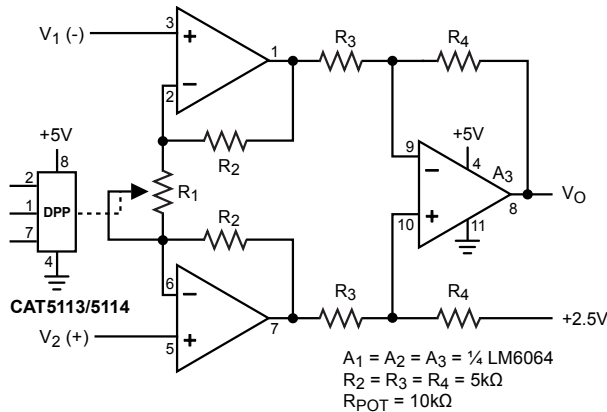 V1 (-)
3
+
1
R3
R4
−
2
R2
+5V
8
R1
2
1
7
DPP
4
CAT5113/5114
+5V
4
9
−
A3
8
VO
10
+
11
R2
6
−
7
R3
R4
+2.5V
V2 (+)
5
+
A1 = A2 = A3 = ¼ LM6064
R2 = R3 = R4 = 5kΩ
RPOT = 10kΩ